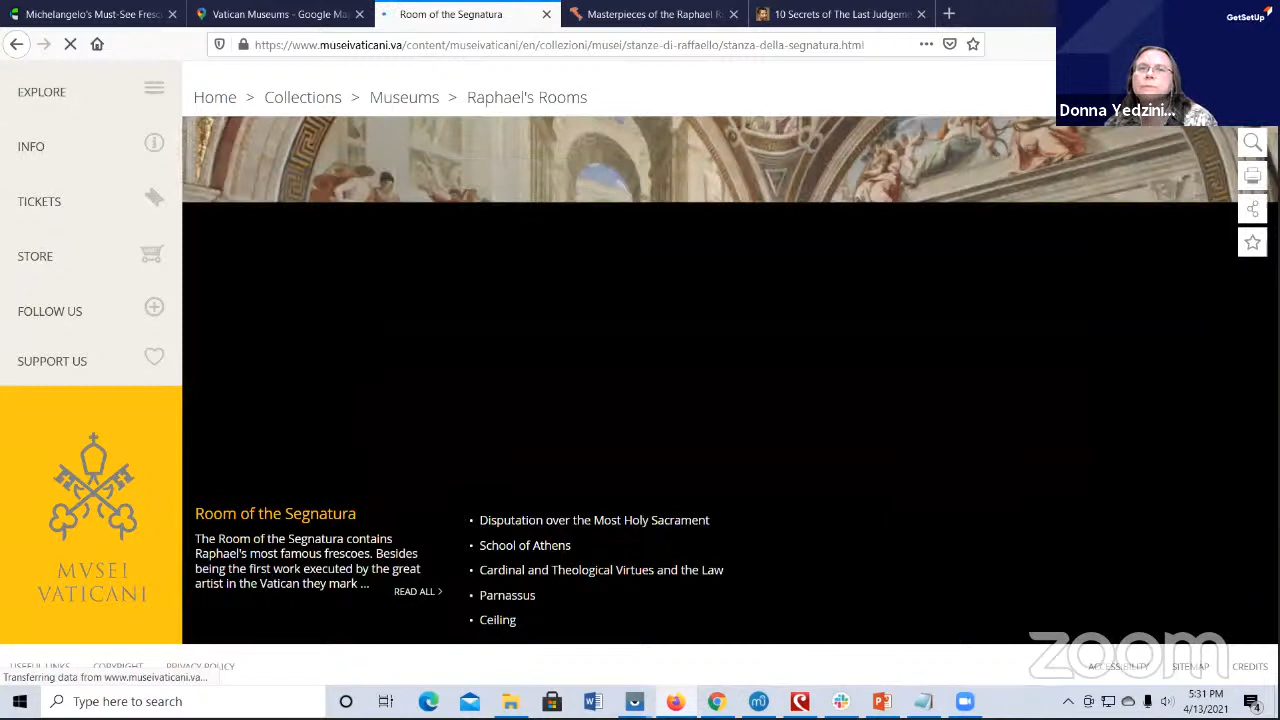 Michelangelo's Must-See Fresc
Vatican Museums - Google Ma
Room of the Segnatura
Masterpieces of the Raphael R
10 Secrets of The Last Judgeme
GetSetUp
https://www.museivaticani.va/content/museivaticani/en/collezioni/musei/stanze-di-raffaello/stanza-della-segnatura.html
Donna Yedzini...
EXPLORE
INFO
TICKETS
STORE
FOLLOW US
SUPPORT US
MVSEI
VATICANI
Home > Collections > Museums > Raphael's Rooms
Room of the Segnatura
The Room of the Segnatura contains
Raphael's most famous frescoes. Besides
being the first work executed by the great
artist in the Vatican they mark ...
READ ALL >
• Disputation over the Most Holy Sacrament
• School of Athens
• Cardinal and Theological Virtues and the Law
• Parnassus
• Ceiling
USEFUL LINKS COPYRIGHT PRIVACY POLICY
ACCESSIBILITY SITEMAP CREDITS
zoom
Transferring data from www.museivaticani.va...
Type here to search
5:31 PM
4/13/2021
4